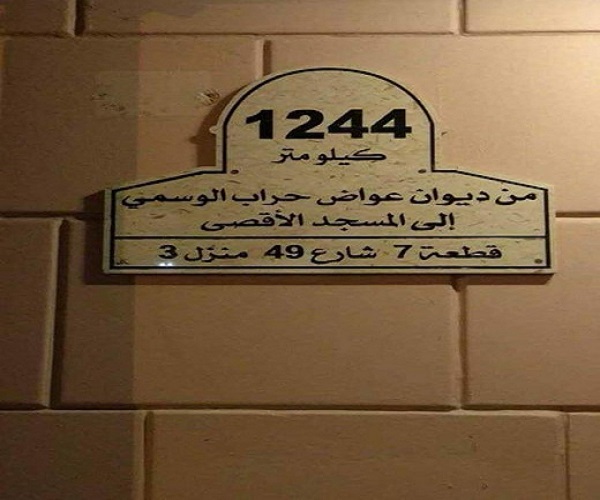 1244
كيلو متر
من ديوان عواض حراب الوسمي
إلى المسجد الأقصى
قطعة 7 شارع 49 منزل 3